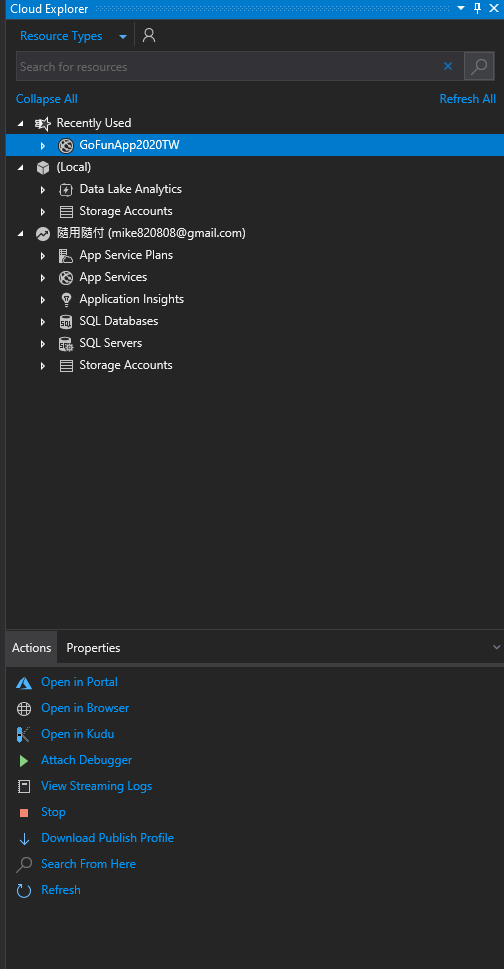 Cloud Explorer
Resource Types
Search for resources
Collapse All Refresh All
Recently Used
GoFunApp2020TW
(Local)
Data Lake Analytics
Storage Accounts
隨用隨付 (mike820808@gmail.com)
App Service Plans
App Services
Application Insights
SQL Databases
SQL Servers
Storage Accounts
Actions Properties
Open in Portal
Open in Browser
Open in Kudu
Attach Debugger
View Streaming Logs
Stop
Download Publish Profile
Search From Here
Refresh